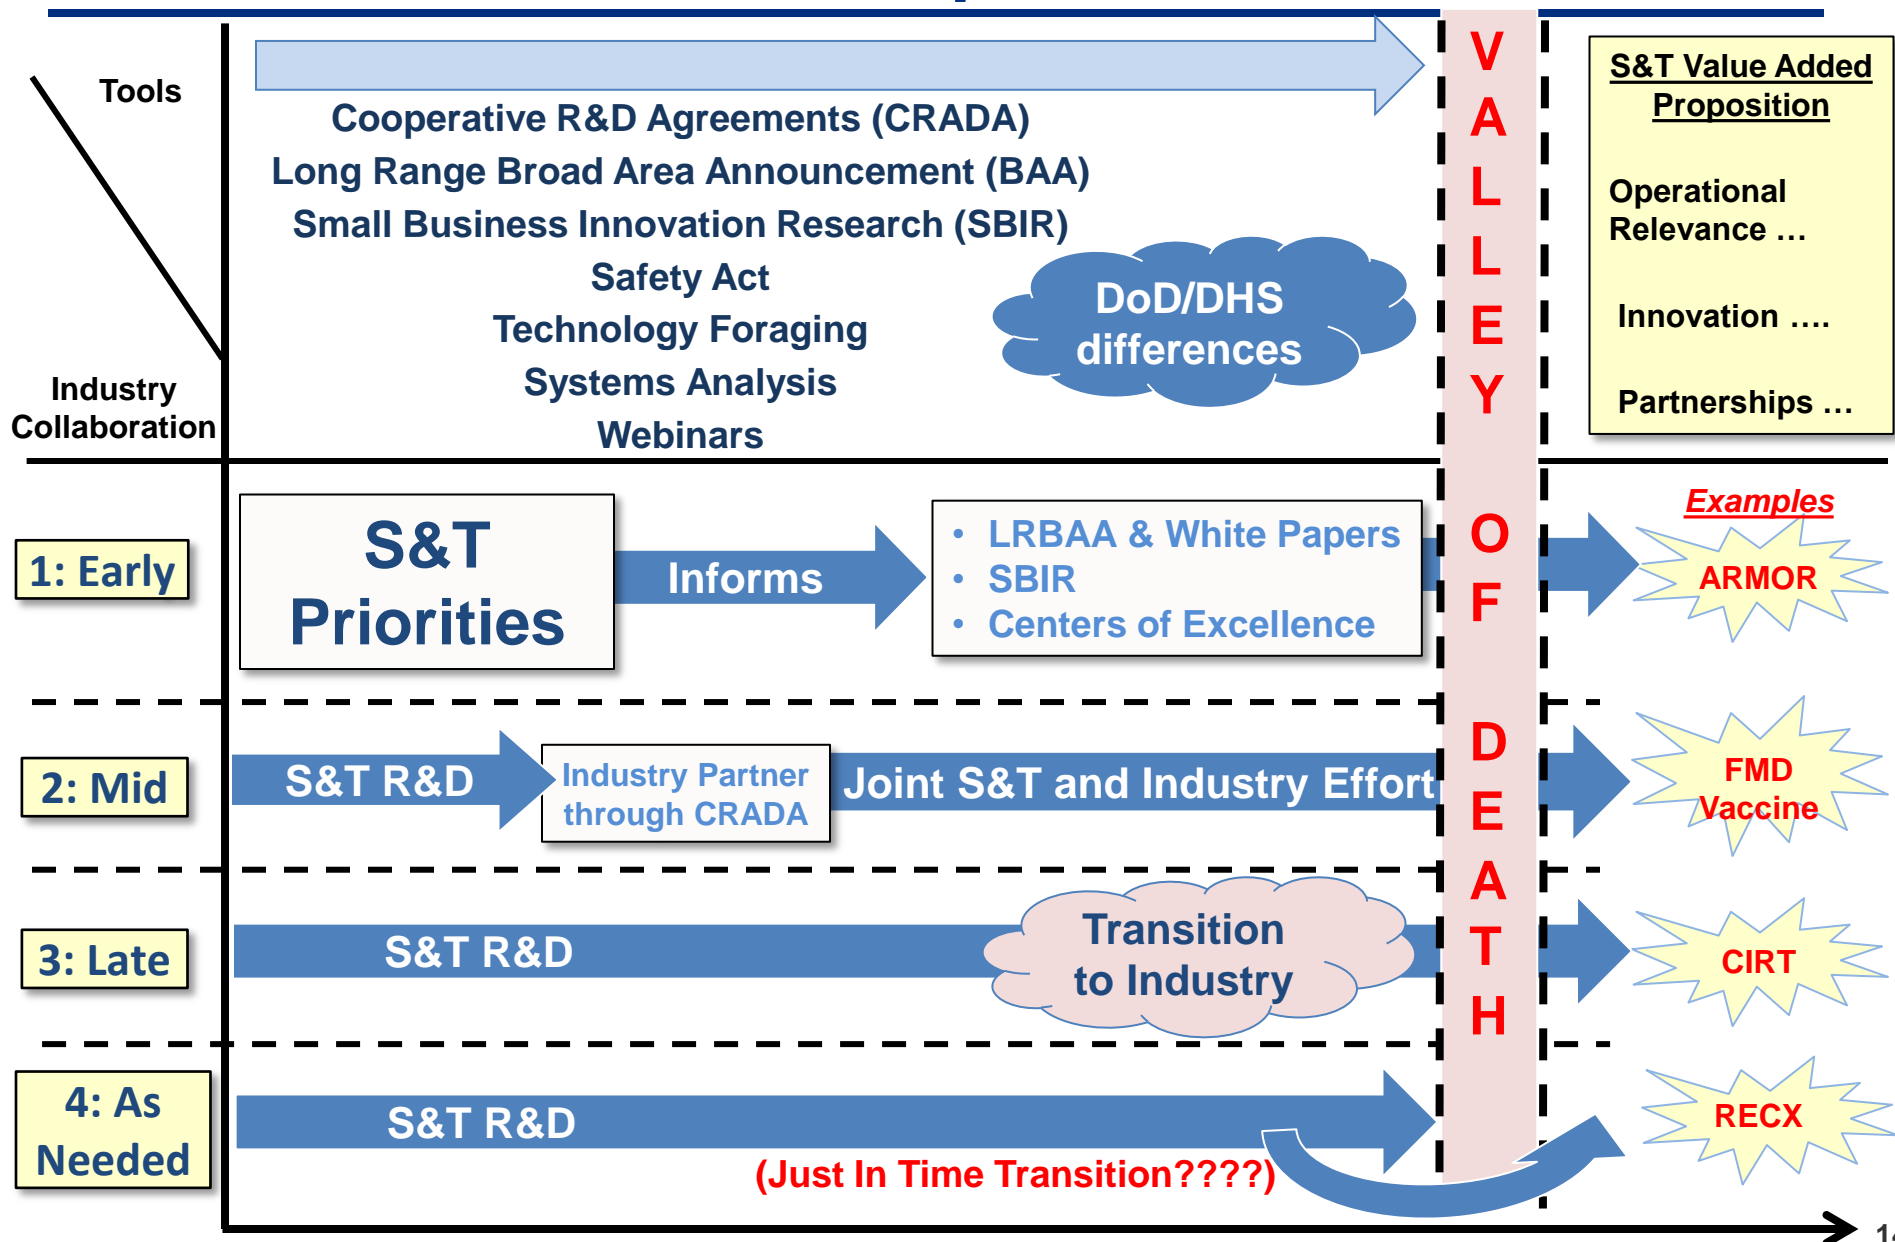 Tools
Industry
Collaboration
Cooperative R&D Agreements (CRADA)
Long Range Broad Area Announcement (BAA)
Small Business Innovation Research (SBIR)
Safety Act
Technology Foraging
Systems Analysis
Webinars
DoD/DHS
differences
VALLEY OF DEATH
S&T Value Added
Proposition
Operational
Relevance …
Innovation ….
Partnerships …
1: Early
S&T
Priorities
Informs
• LRBAA & White Papers
• SBIR
• Centers of Excellence
Examples
ARMOR
2: Mid
S&T R&D
Industry Partner
through CRADA
Joint S&T and Industry Effort
FMD
Vaccine
3: Late
S&T R&D
Transition
to Industry
CIRT
4: As
Needed
S&T R&D
(Just In Time Transition????)
RECX